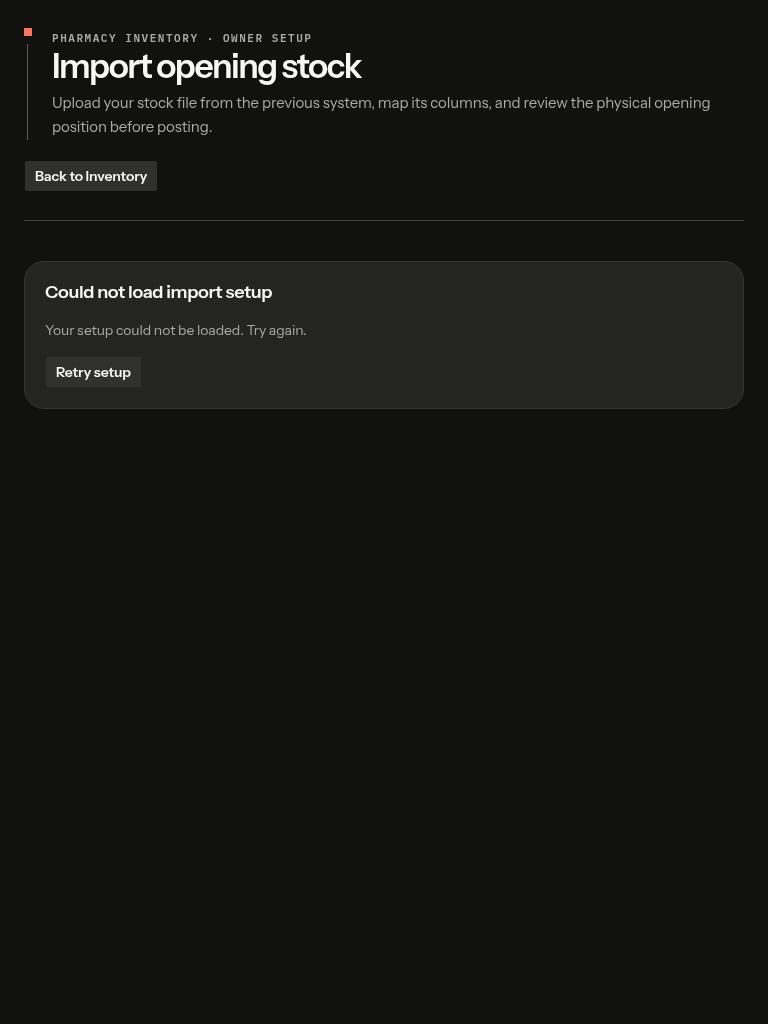 PHARMACY INVENTORY · OWNER SETUP
Import opening stock
Upload your stock file from the previous system, map its columns, and review the physical opening
position before posting.
Back to Inventory
Could not load import setup
Your setup could not be loaded. Try again.
Retry setup